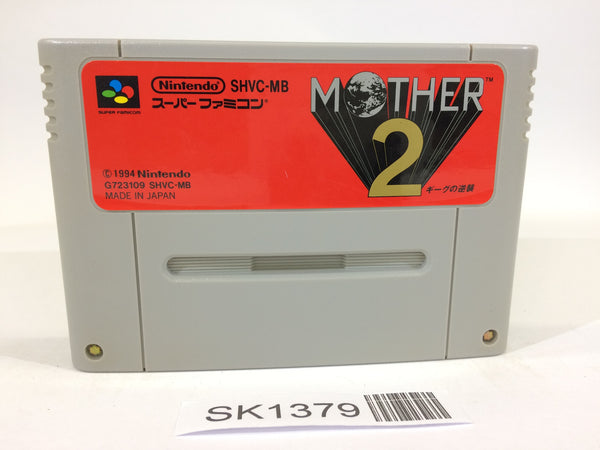 SUPER FAMICOM
Nintendo SHVC-MB
スーパーファミコン®
© 1994 Nintendo
G723109 SHVC-MB
MADE IN JAPAN
MOTHER™
2
ギーグの逆襲
SK1379